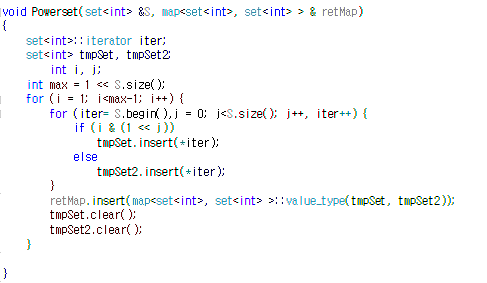 void Powerset(set<int> &S, map<set<int>, set<int> > & retMap)
{
set<int>::iterator iter;
set<int> tmpSet, tmpSet2;
int i, j;
int max = 1 << S.size();
for (i = 1; i<max-1; i++) {
for (iter= S.begin(),j = 0; j<S.size(); j++, iter++) {
if (i & (1 << j))
tmpSet.insert(*iter);
else
tmpSet2.insert(*iter);
}
retMap.insert(map<set<int>, set<int> >::value_type(tmpSet, tmpSet2));
tmpSet.clear();
tmpSet2.clear();
}
}